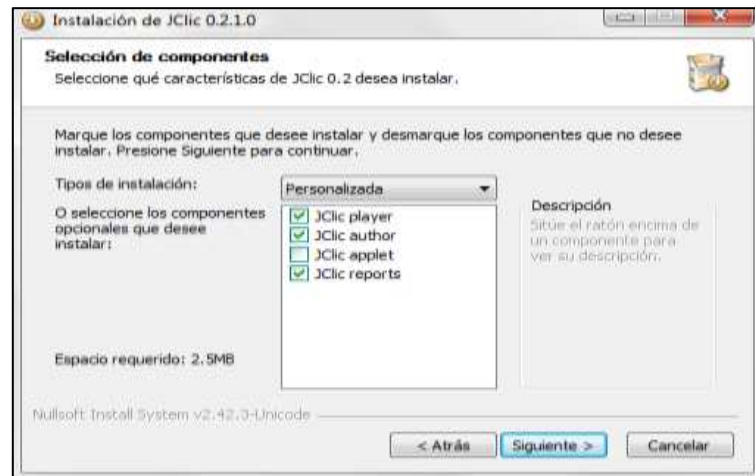 Instalación de JClic 0.2.1.0
Selección de componentes
Seleccione qué características de JClic 0.2 desea instalar.
Marque los componentes que desee instalar y desmarque los componentes que no desee
instalar. Presione Siguiente para continuar.
Tipos de instalación:
Personalizada
O seleccione los componentes
opcionales que desee
instalar:
JClic player
JClic author
JClic applet
JClic reports
Descripción
Sitúe el ratón encima de
un componente para
ver su descripción.
Espacio requerido: 2.5MB
Nullsoft Install System v2.42.3-Unicode
< Atrás
Siguiente >
Cancelar